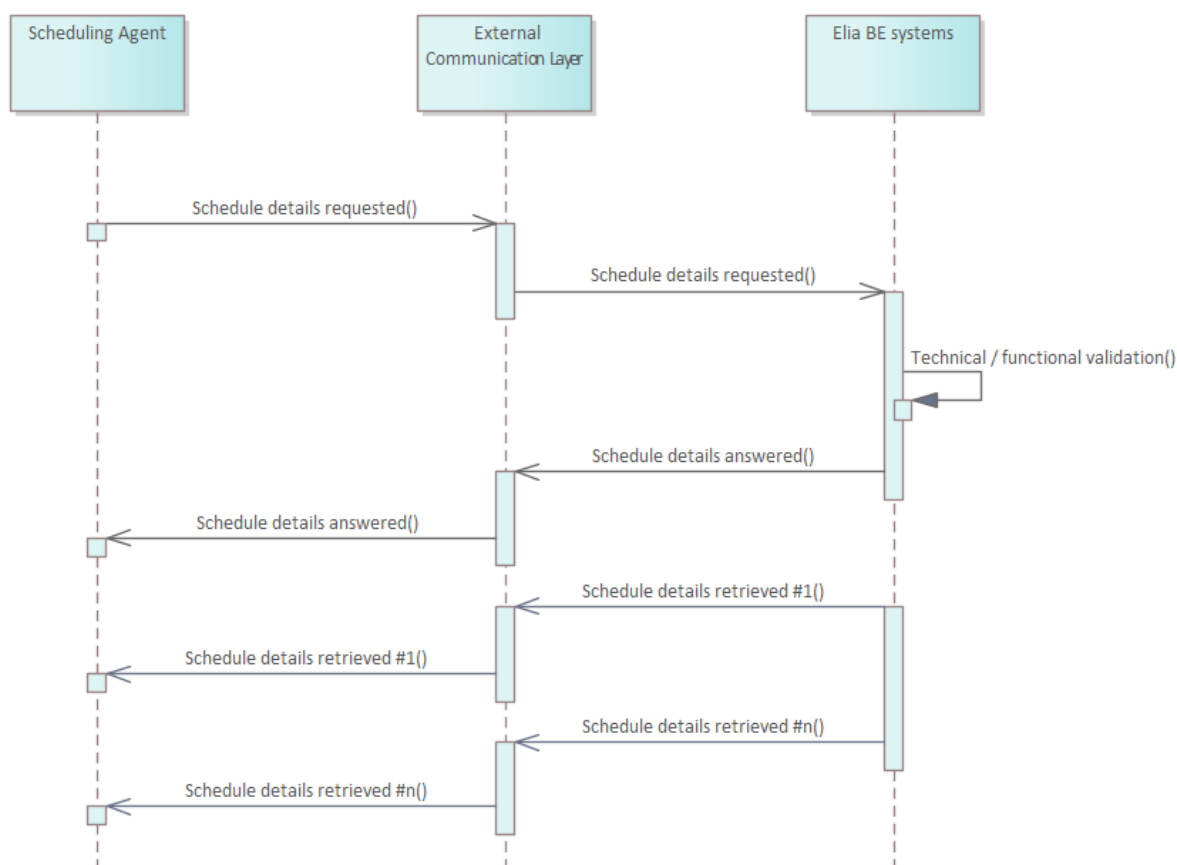 Scheduling Agent
External
Communication Layer
Elia BE systems
Schedule details requested()
Schedule details requested()
Technical / functional validation()
Schedule details answered()
Schedule details answered()
Schedule details retrieved #1()
Schedule details retrieved #1()
Schedule details retrieved #n()
Schedule details retrieved #n()